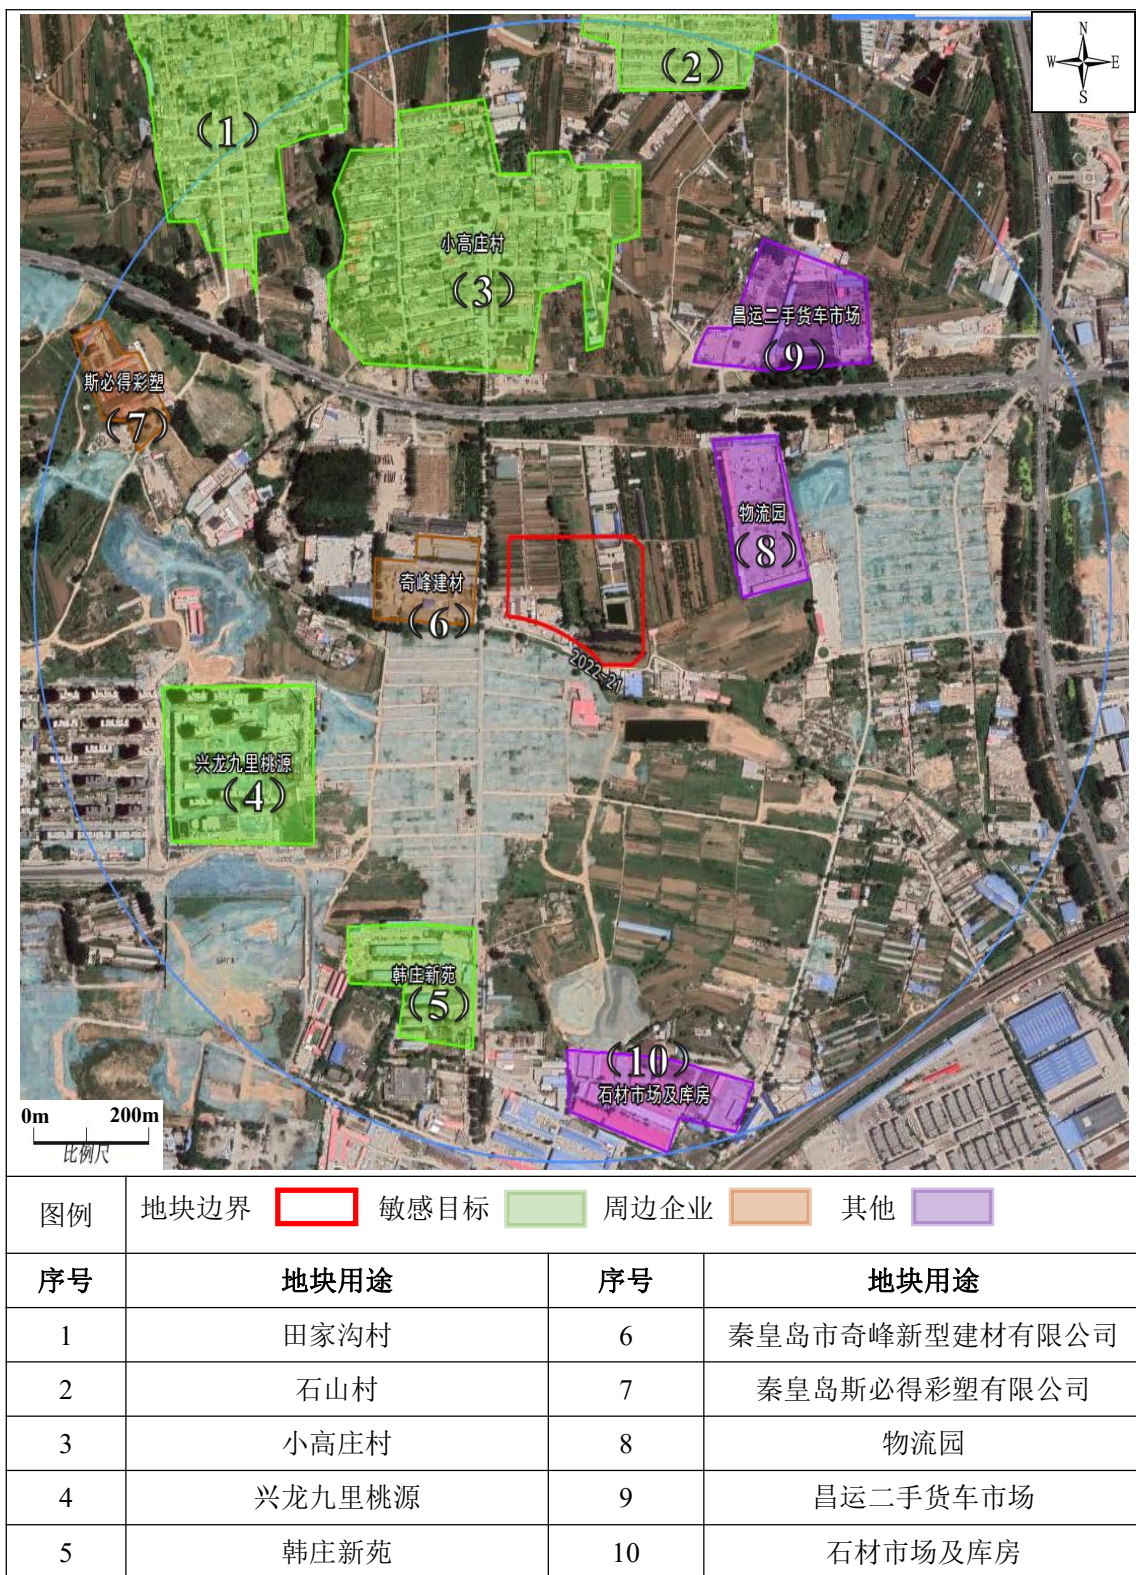 N
W E
S
(2)
(1)
小高庄村
(3)
昌运二手货车市场
(9)
斯必得彩塑
(7)
物流园
(8)
奇峰建材
(6)
2022-21
兴龙九里桃源
(4)
韩庄新苑
(5)
(10)
石材市场及库房
0m 200m
比例尺
图例 地块边界 敏感目标 周边企业 其他
序号 地块用途 序号 地块用途
1 田家沟村 6 秦皇岛市奇峰新型建材有限公司
2 石山村 7 秦皇岛斯必得彩塑有限公司
3 小高庄村 8 物流园
4 兴龙九里桃源 9 昌运二手货车市场
5 韩庄新苑 10 石材市场及库房